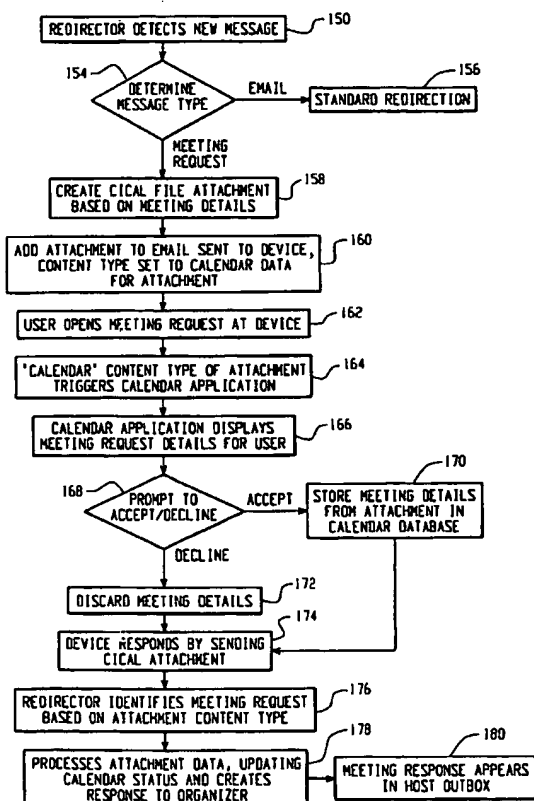 REDIRECTOR DETECTS NEW MESSAGE
150
154
DETERMINE
MESSAGE TYPE
EMAIL
156
STANDARD REDIRECTION
MEETING
REQUEST
158
CREATE CICAL FILE ATTACHMENT
BASED ON MEETING DETAILS
160
ADD ATTACHMENT TO EMAIL SENT TO DEVICE,
CONTENT TYPE SET TO CALENDAR DATA
FOR ATTACHMENT
162
USER OPENS MEETING REQUEST AT DEVICE
164
'CALENDAR' CONTENT TYPE OF ATTACHMENT
TRIGGERS CALENDAR APPLICATION
166
CALENDAR APPLICATION DISPLAYS
MEETING REQUEST DETAILS FOR USER
168
PROMPT TO
ACCEPT/DECLINE
ACCEPT
170
STORE MEETING DETAILS
FROM ATTACHMENT IN
CALENDAR DATABASE
DECLINE
172
DISCARD MEETING DETAILS
174
DEVICE RESPONDS BY SENDING
CICAL ATTACHMENT
176
REDIRECTOR IDENTIFIES MEETING REQUEST
BASED ON ATTACHMENT CONTENT TYPE
178
PROCESSES ATTACHMENT DATA, UPDATING
CALENDAR STATUS AND CREATES
RESPONSE TO ORGANIZER
180
MEETING RESPONSE APPEARS
IN HOST OUTBOX